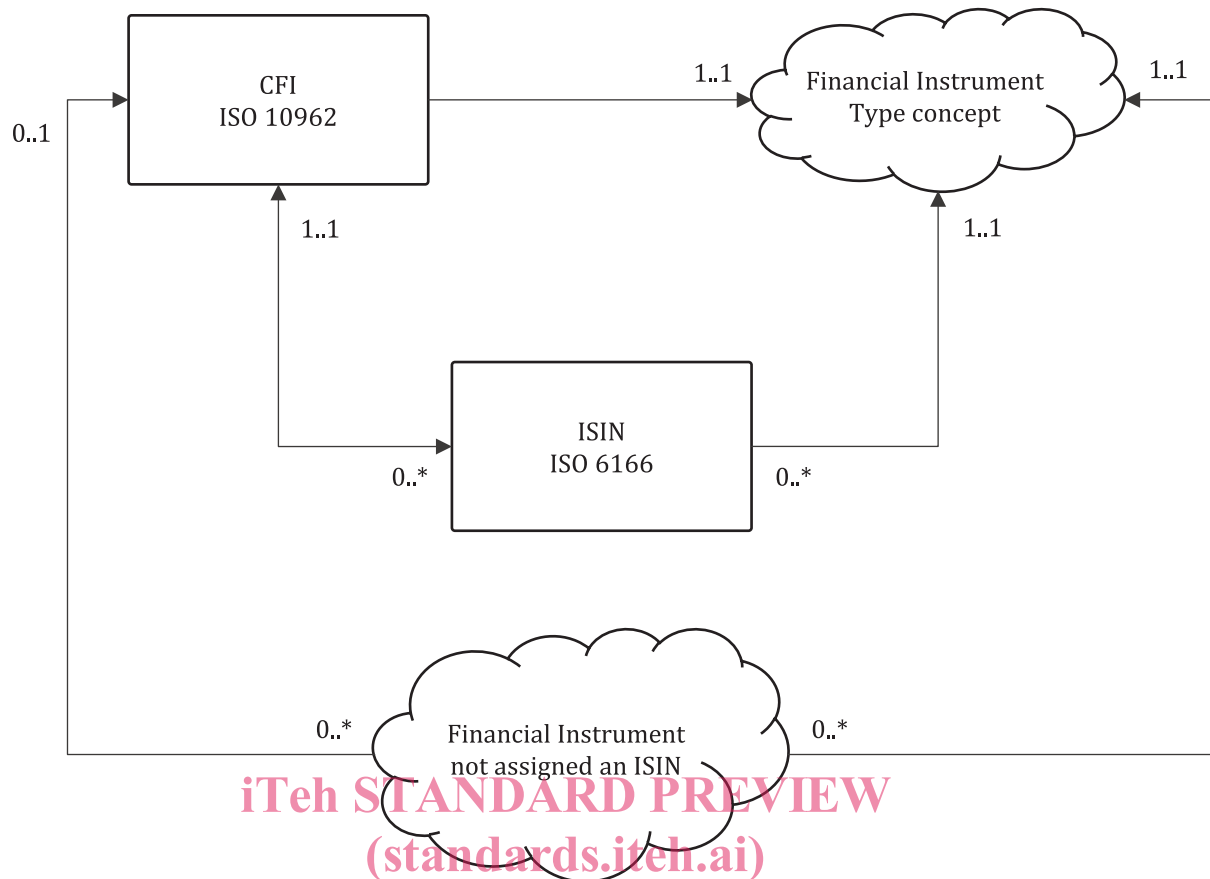 CFI
ISO 10962
1..1
Financial Instrument
Type concept
1..1
0..1
1..1
1..1
ISIN
ISO 6166
0..*
0..*
0..*
Financial Instrument
not assigned an ISIN
0..*
iTeh STANDARD PREVIEW
(standards.iteh.ai)